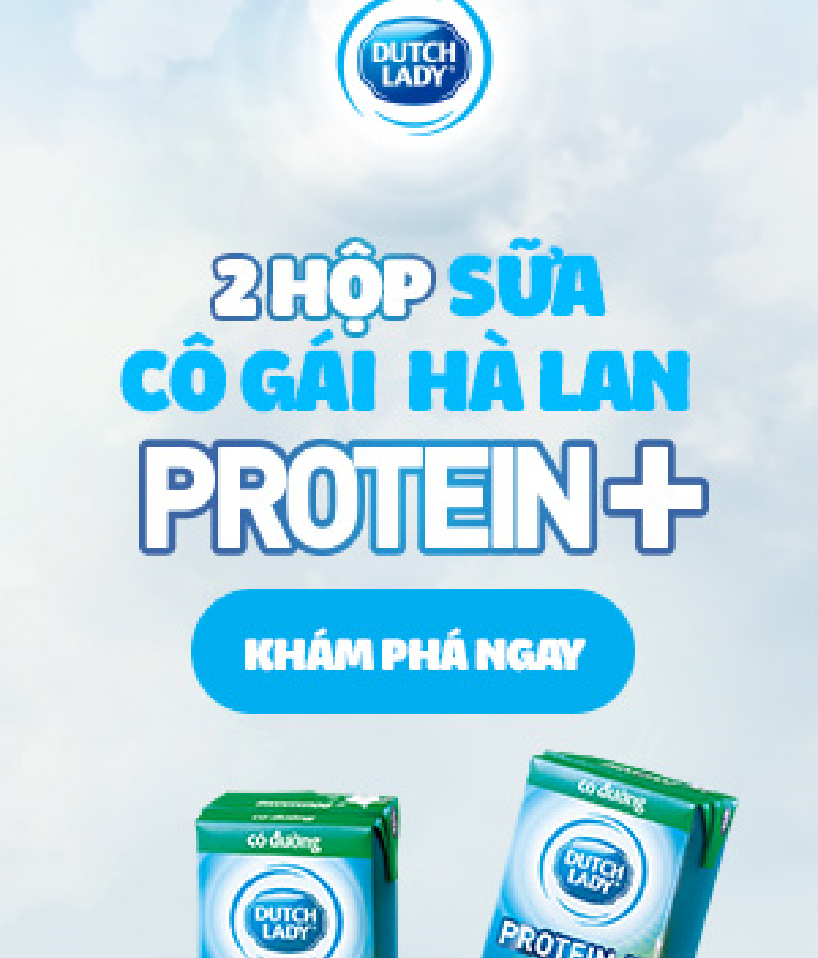 DUTCH
LADY
2 HỘP SỮA
CÔ GÁI HÀ LAN
PROTEIN+
KHÁM PHÁ NGAY
có đường
DUTCH
LADY
có đường
DUTCH
LADY
PROTEIN